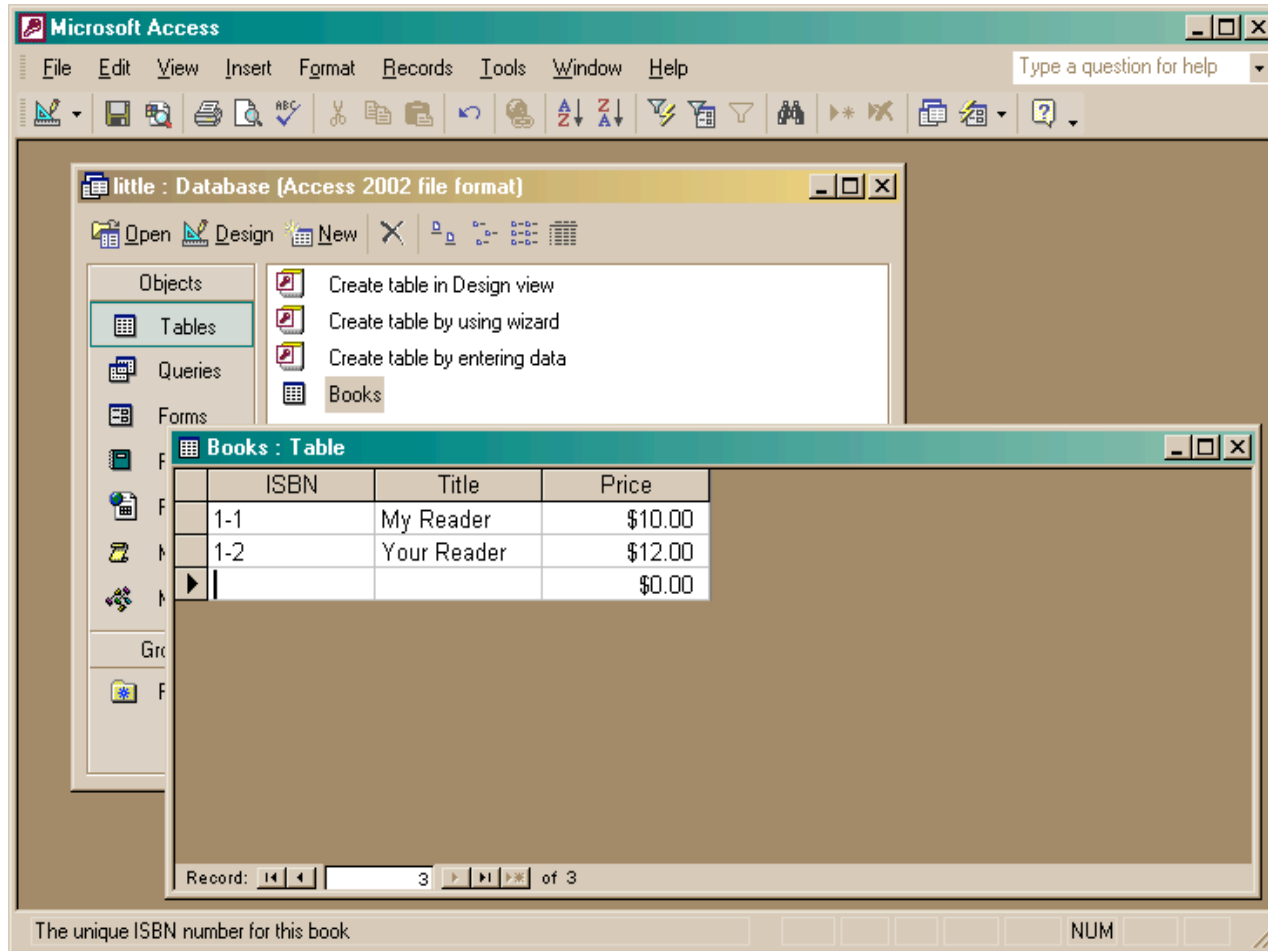 Microsoft Access
File Edit View Insert Format Records Tools Window Help Type a question for help
ABC A Z Z A
little : Database (Access 2002 file format)
Open Design New
Objects
Create table in Design view
Tables
Create table by using wizard
Queries
Create table by entering data
Forms
Books
Books : Table
ISBN Title Price
1-1 My Reader $10.00
1-2 Your Reader $12.00
$0.00
Record: 3 of 3
The unique ISBN number for this book NUM